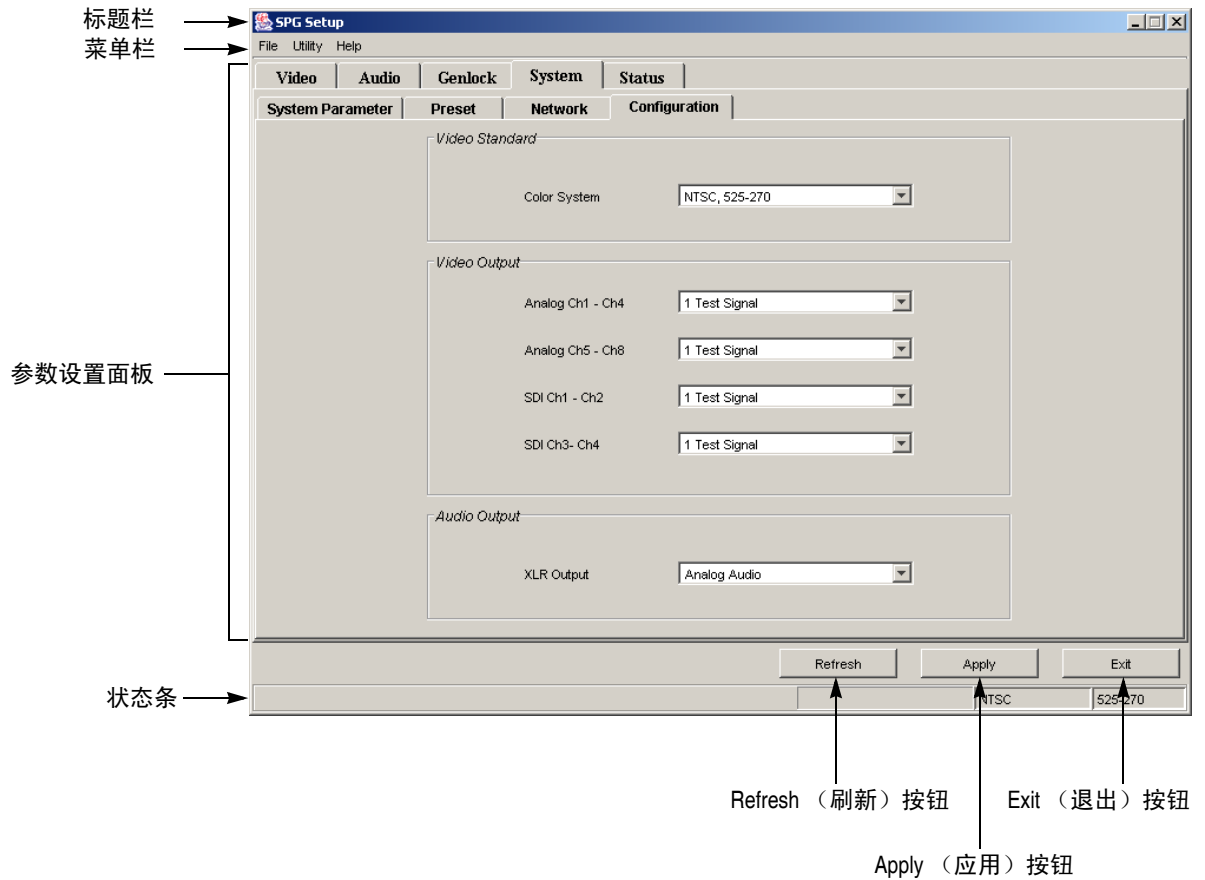 标题栏
SPG Setup
菜单栏
File Utility Help
Video Audio Genlock System Status
System Parameter Preset Network Configuration
Video Standard
Color System NTSC, 525-270
Video Output
Analog Ch1 - Ch4 1 Test Signal
Analog Ch5 - Ch8 1 Test Signal
参数设置面板
SDI Ch1 - Ch2 1 Test Signal
SDI Ch3- Ch4 1 Test Signal
Audio Output
XLR Output Analog Audio
Refresh Apply Exit
状态条
NTSC 525-270
Refresh （刷新）按钮 Exit （退出）按钮
Apply （应用）按钮